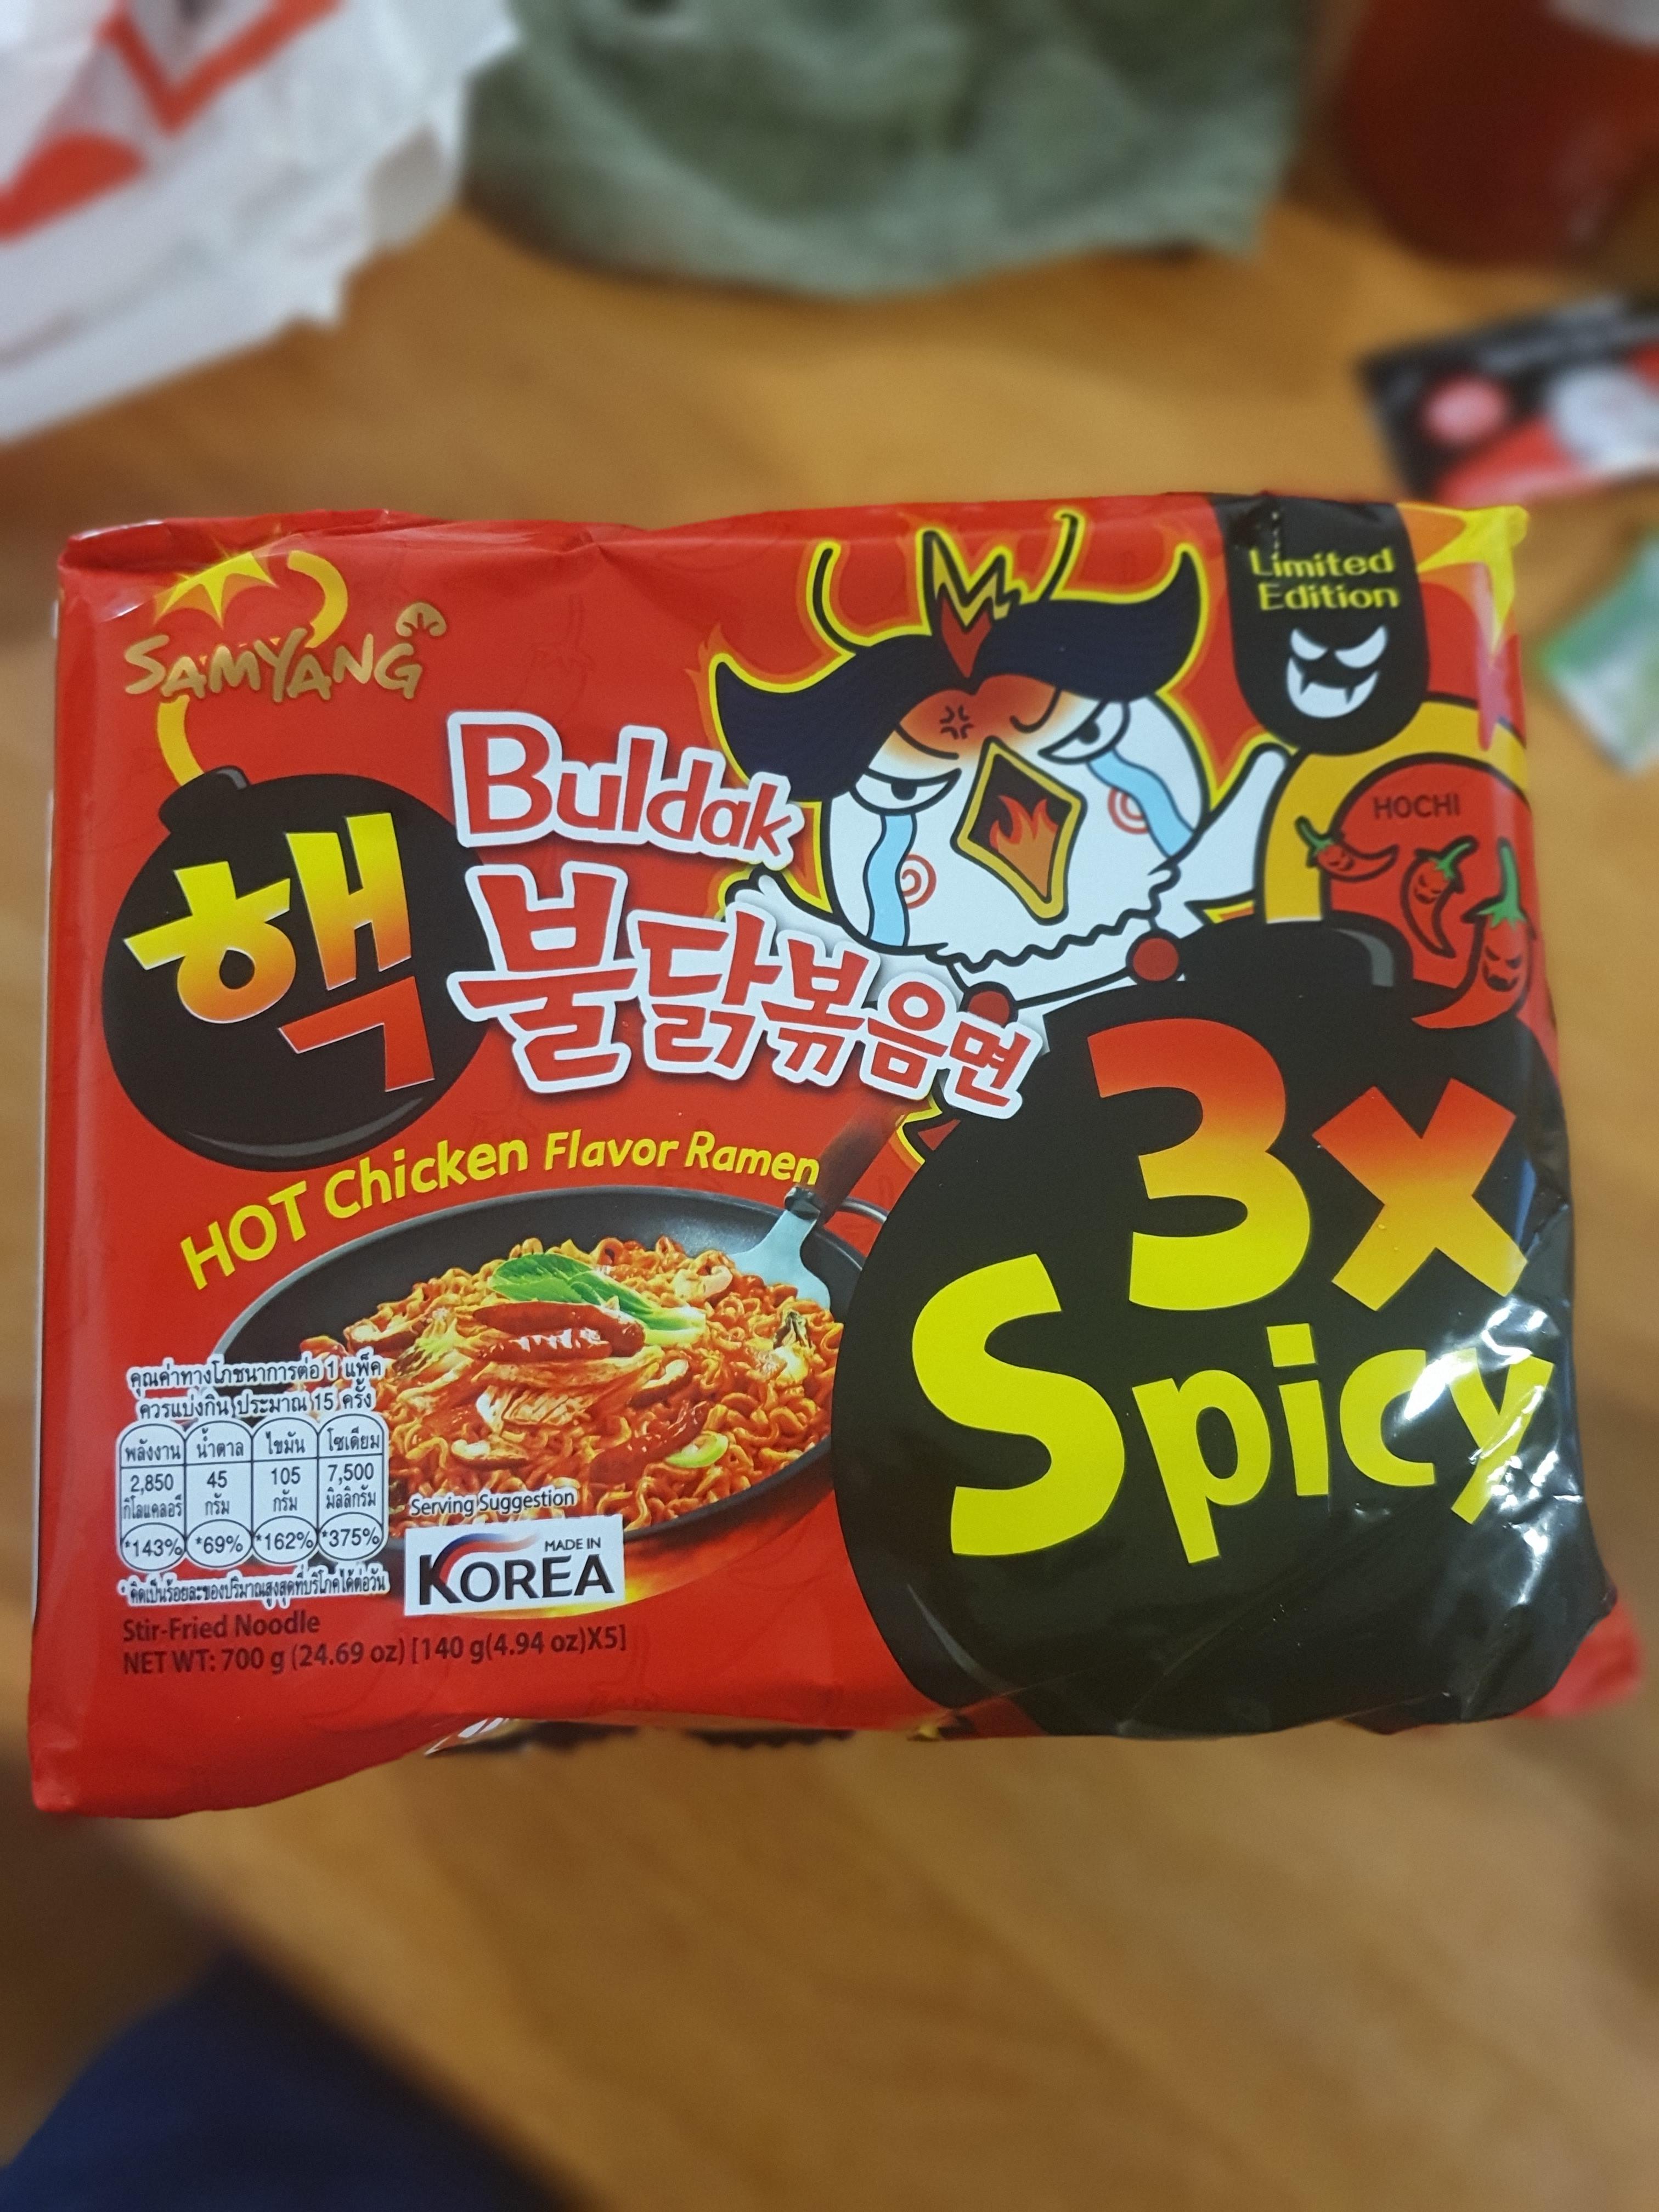 SAMYANG
Limited
Edition
HOCHI
Buldak
핵
불닭볶음면
HOT Chicken Flavor Ramen
3x
Spicy
คุณค่าทางโภชนาการต่อ 1 แพ็ค
ควรแบ่งกิน ประมาณ 15 ครั้ง
พลังงาน น้ำตาล ไขมัน โซเดียม
2,850 45 105 7,500
กิโลแคลอรี กรัม กรัม มิลลิกรัม
*143% *69% *162% *375%
* คิดเป็นร้อยละของปริมาณสูงสุดที่บริโภคได้ต่อวัน
Serving Suggestion
MADE IN
KOREA
Stir-Fried Noodle
NET WT: 700 g (24.69 oz) [140 g(4.94 oz)X5]